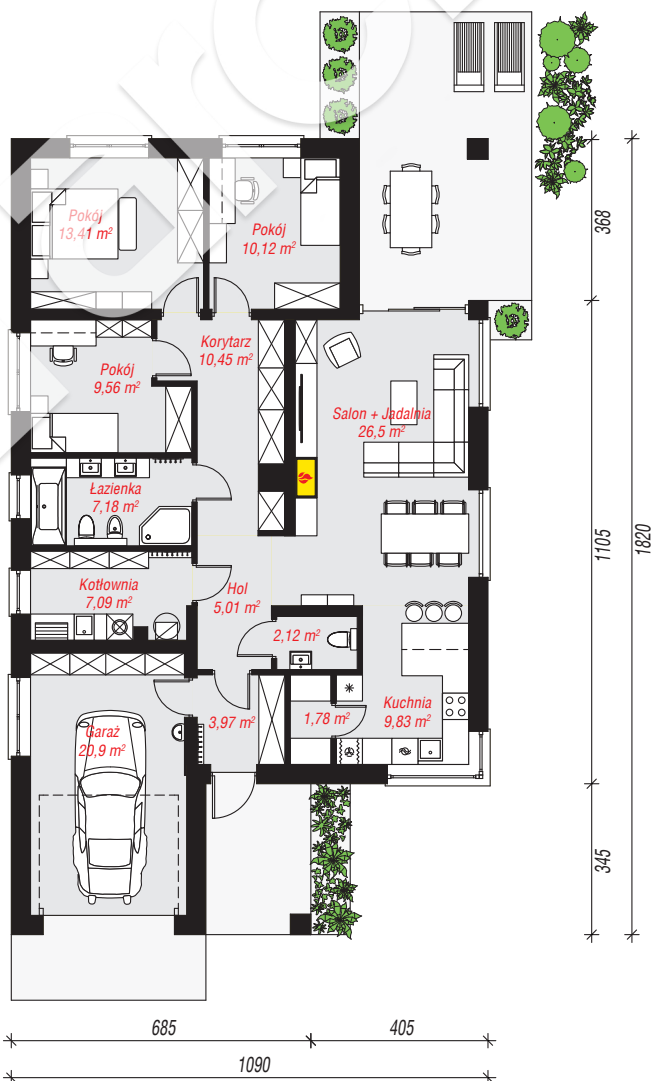 Pokój
13,41 m²
Pokój
10,12 m²
Korytarz
10,45 m²
Pokój
9,56 m²
Salon + Jadalnia
26,5 m²
Łazienka
7,18 m²
Kotłownia
7,09 m²
Hol
5,01 m²
2,12 m²
Kuchnia
9,83 m²
1,78 m²
3,97 m²
Garaż
20,9 m²
368
1105
1820
345
685
405
1090